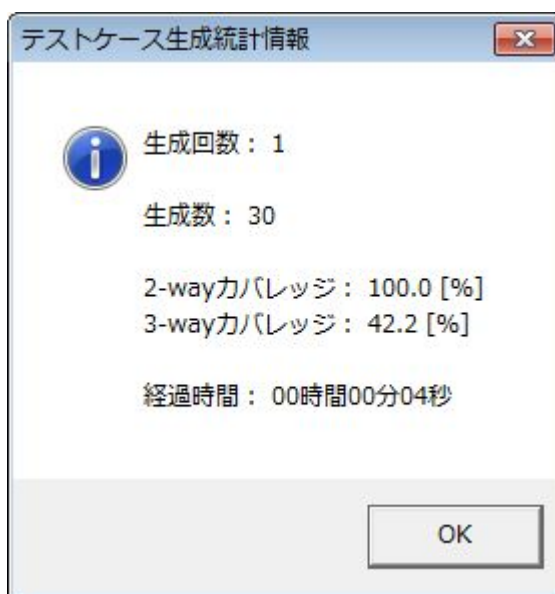 テストケース生成統計情報
生成回数： 1
生成数： 30
2-wayカバレッジ： 100.0 [%]
3-wayカバレッジ： 42.2 [%]
経過時間： 00時間00分04秒
OK